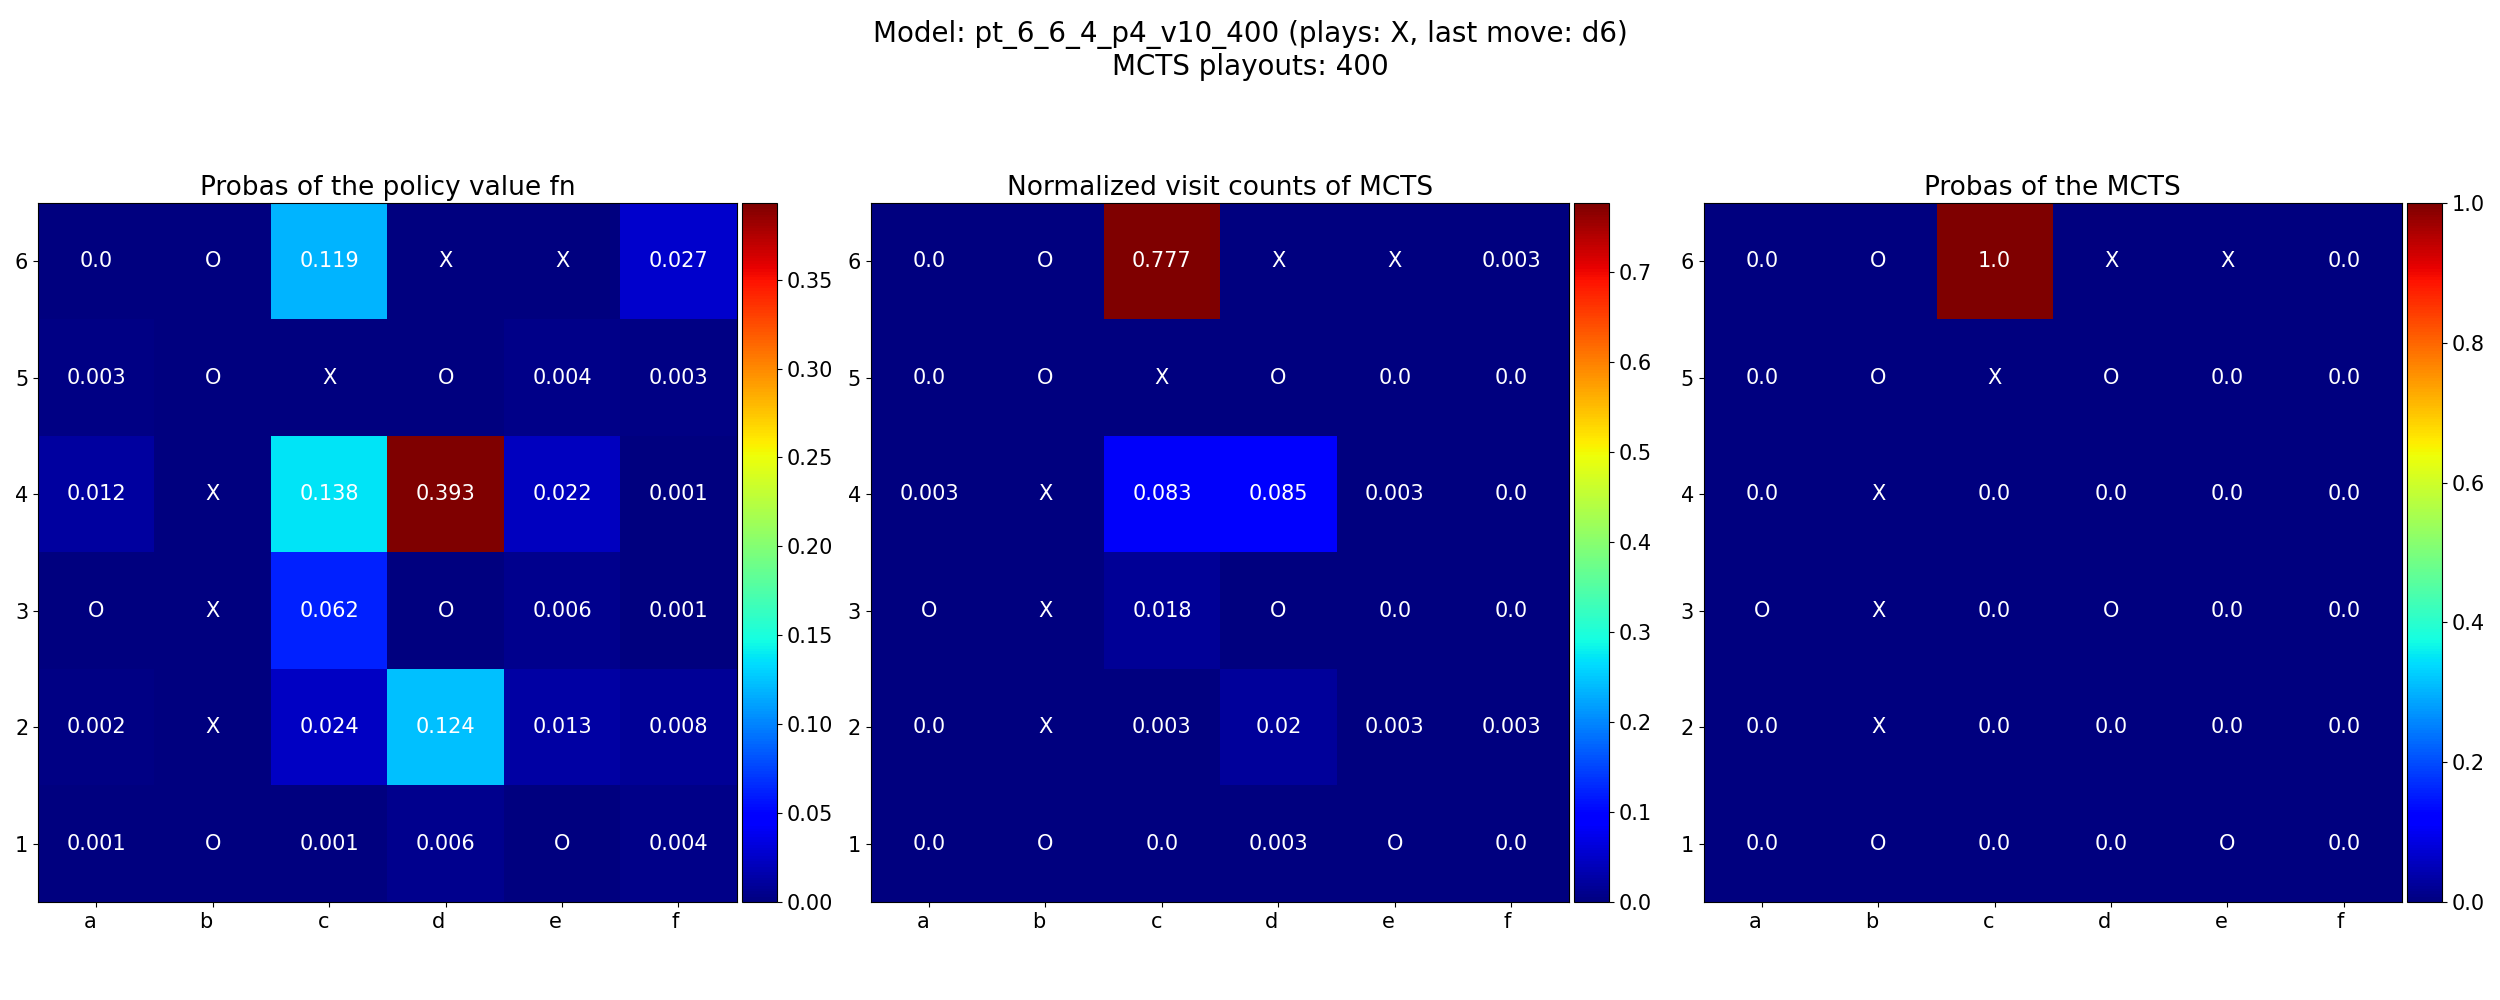 Model: pt_6_6_4_p4_v10_400 (plays: X, last move: d6)
MCTS playouts: 400
Probas of the policy value fn
6 0.0 O 0.119 X X 0.027
5 0.003 O X O 0.004 0.003
4 0.012 X 0.138 0.393 0.022 0.001
3 O X 0.062 O 0.006 0.001
2 0.002 X 0.024 0.124 0.013 0.008
1 0.001 O 0.001 0.006 O 0.004
a b c d e f
0.35
0.30
0.25
0.20
0.15
0.10
0.05
0.00
Normalized visit counts of MCTS
6 0.0 O 0.777 X X 0.003
5 0.0 O X O 0.0 0.0
4 0.003 X 0.083 0.085 0.003 0.0
3 O X 0.018 O 0.0 0.0
2 0.0 X 0.003 0.02 0.003 0.003
1 0.0 O 0.0 0.003 O 0.0
a b c d e f
0.7
0.6
0.5
0.4
0.3
0.2
0.1
0.0
Probas of the MCTS
6 0.0 O 1.0 X X 0.0
5 0.0 O X O 0.0 0.0
4 0.0 X 0.0 0.0 0.0 0.0
3 O X 0.0 O 0.0 0.0
2 0.0 X 0.0 0.0 0.0 0.0
1 0.0 O 0.0 0.0 O 0.0
a b c d e f
1.0
0.8
0.6
0.4
0.2
0.0